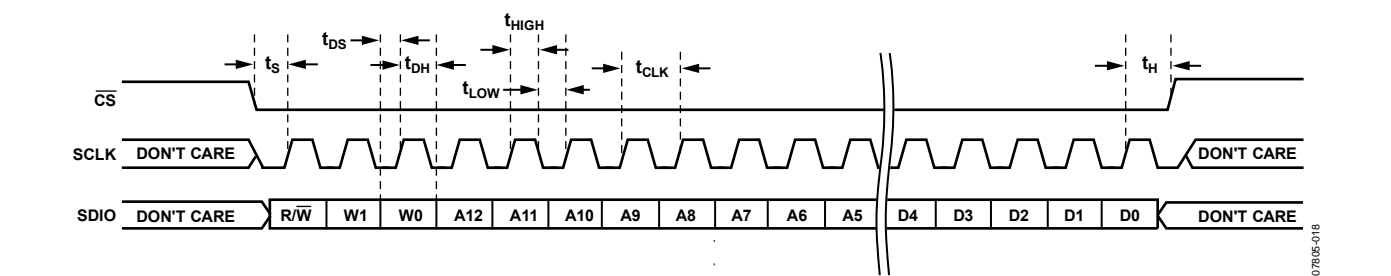 tHIGH
tDS
tS
tDH
tCLK
tH
tLOW
CS
SCLK DON'T CARE DON'T CARE
SDIO DON'T CARE R/W W1 W0 A12 A11 A10 A9 A8 A7 A6 A5 D4 D3 D2 D1 D0 DON'T CARE
07805-018